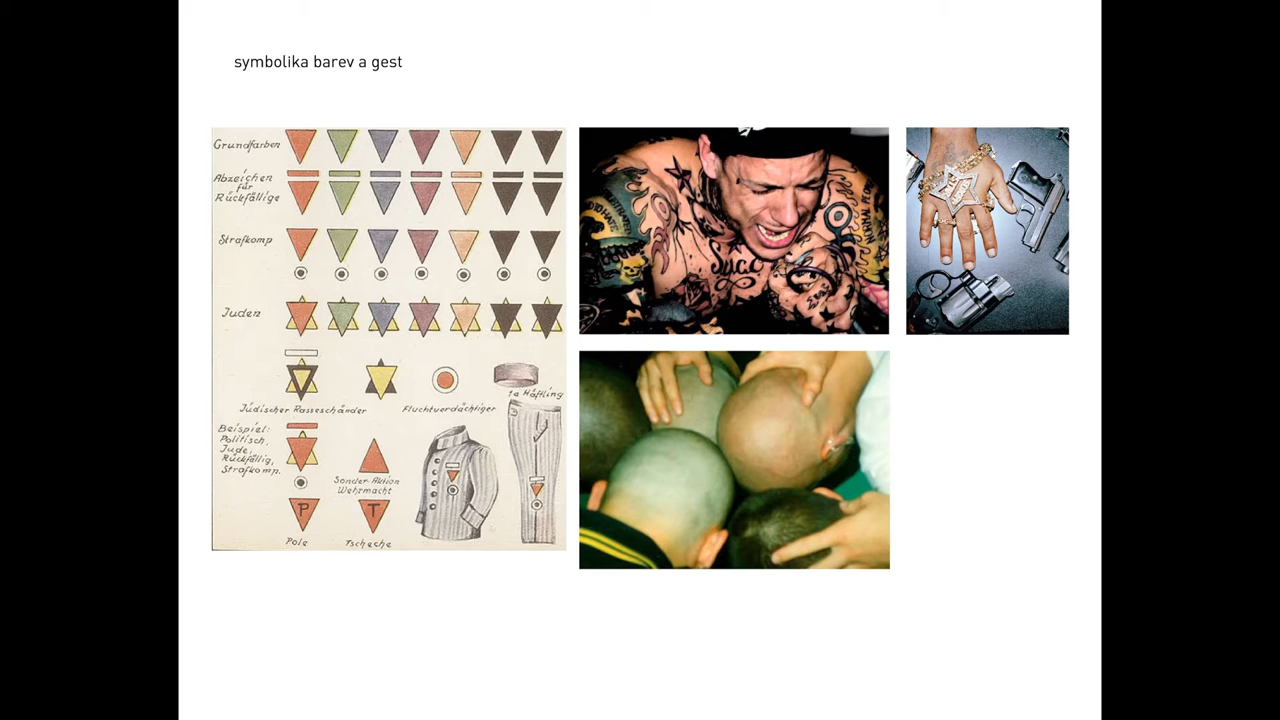 symbolika barev a gest
Grundfarben
Abzeichen
für
Rückfällige
Strafkomp
Juden
Jüdischer Rasseschänder
Fluchtverdächtiger
1a Häftling
Beispiel:
Politisch,
Jude,
Rückfällig,
Strafkomp.
Sonder Aktion
Wehrmacht
P
T
Pole
Tscheche